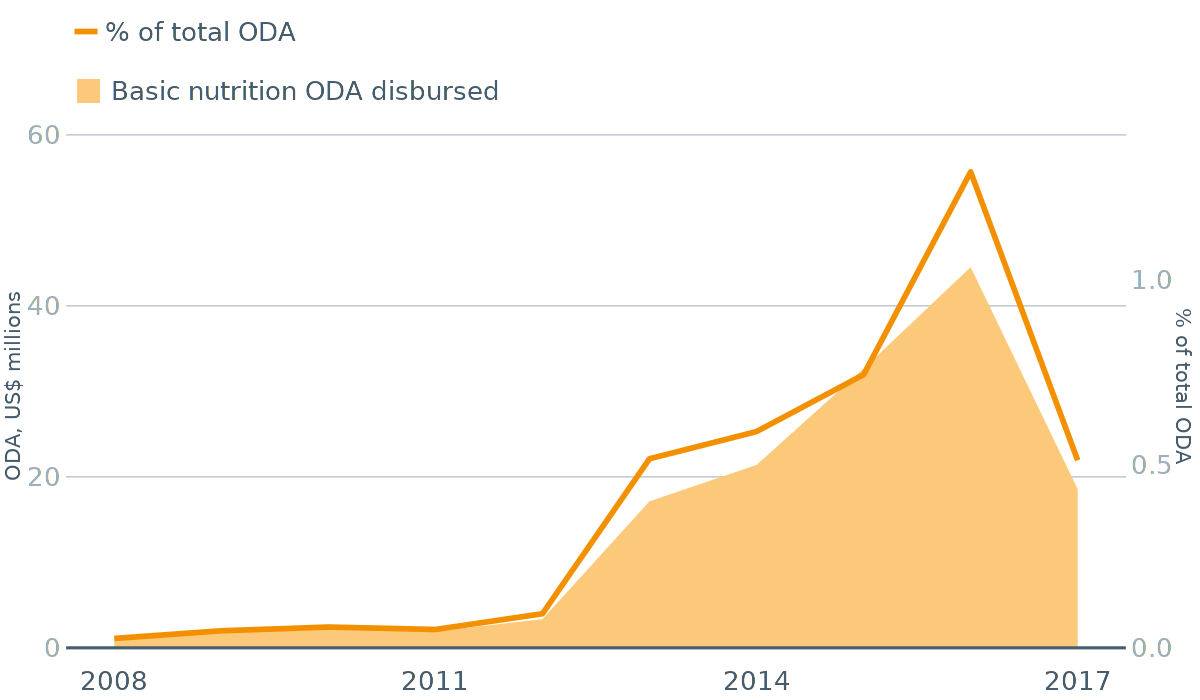 % of total ODA
Basic nutrition ODA disbursed
60
40
20
0
ODA, US$ millions
1.0
0.5
0.0
% of total ODA
2008
2011
2014
2017